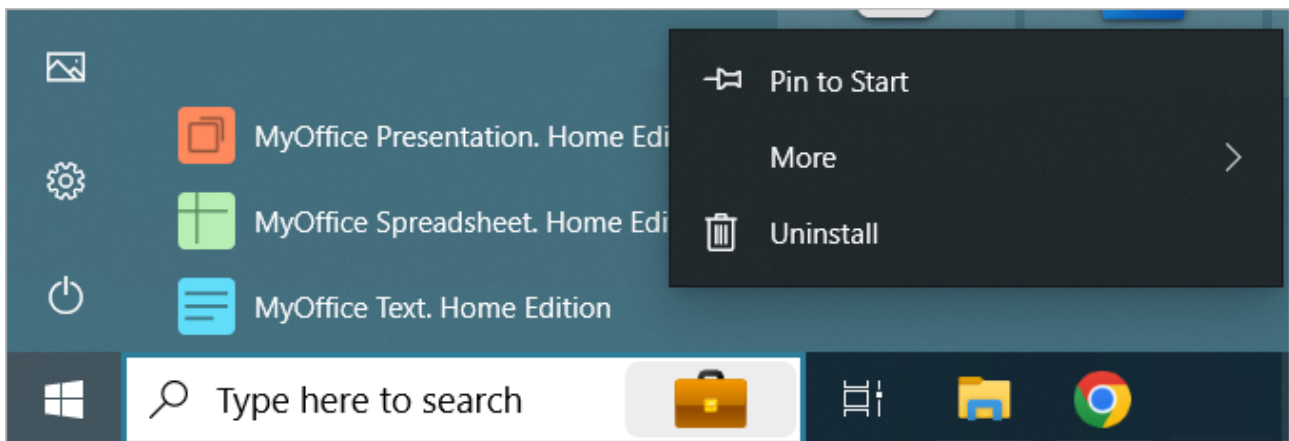 MyOffice Presentation. Home Edi
MyOffice Spreadsheet. Home Edi
MyOffice Text. Home Edition
Pin to Start
More
Uninstall
Type here to search